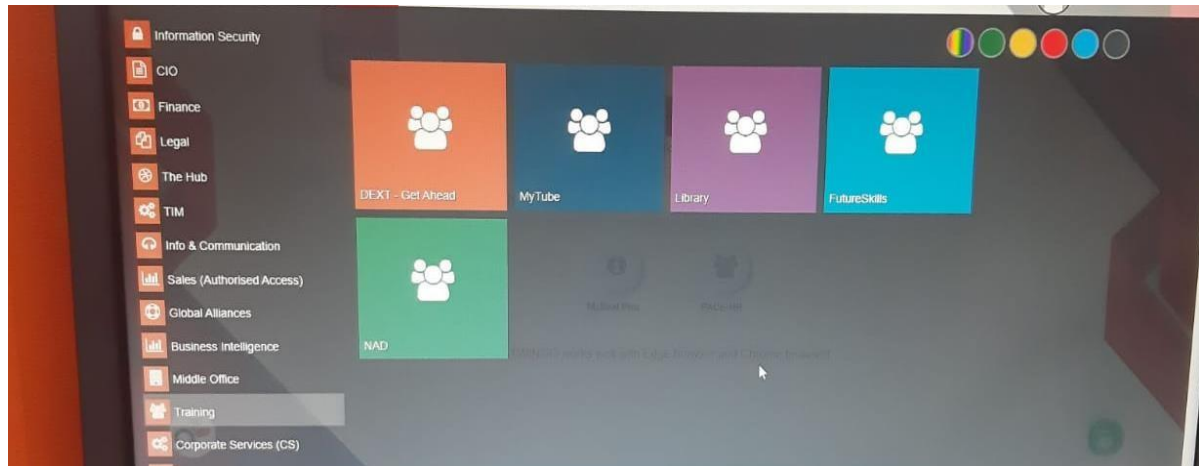 Information Security
CIO
Finance
Legal
The Hub
TIM
Info & Communication
Sales (Authorised Access)
Global Alliances
Business Intelligence
Middle Office
Training
Corporate Services (CS)
DEXT - Get Ahead
MyTube
Library
FutureSkills
NAD